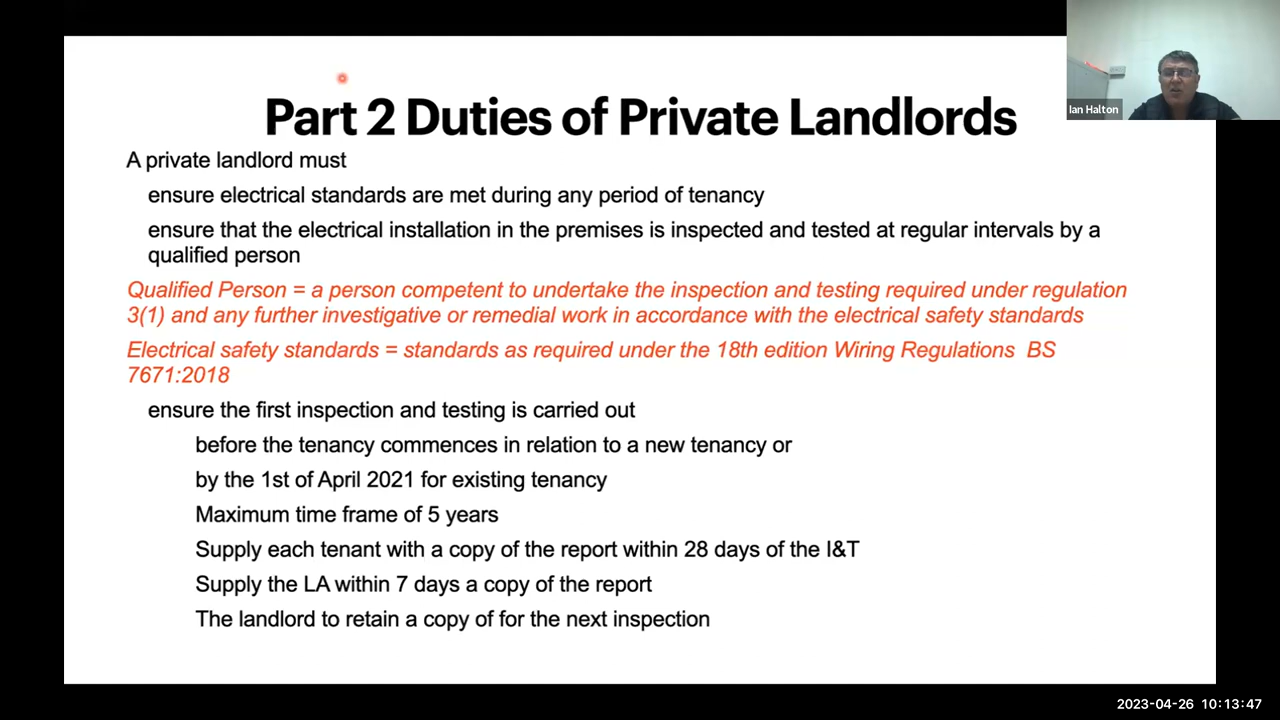 Ian Halton
Part 2 Duties of Private Landlords
A private landlord must
ensure electrical standards are met during any period of tenancy
ensure that the electrical installation in the premises is inspected and tested at regular intervals by a
qualified person
Qualified Person = a person competent to undertake the inspection and testing required under regulation
3(1) and any further investigative or remedial work in accordance with the electrical safety standards
Electrical safety standards = standards as required under the 18th edition Wiring Regulations  BS
7671:2018
ensure the first inspection and testing is carried out
before the tenancy commences in relation to a new tenancy or
by the 1st of April 2021 for existing tenancy
Maximum time frame of 5 years
Supply each tenant with a copy of the report within 28 days of the I&T
Supply the LA within 7 days a copy of the report
The landlord to retain a copy of for the next inspection
2023-04-26 10:13:47